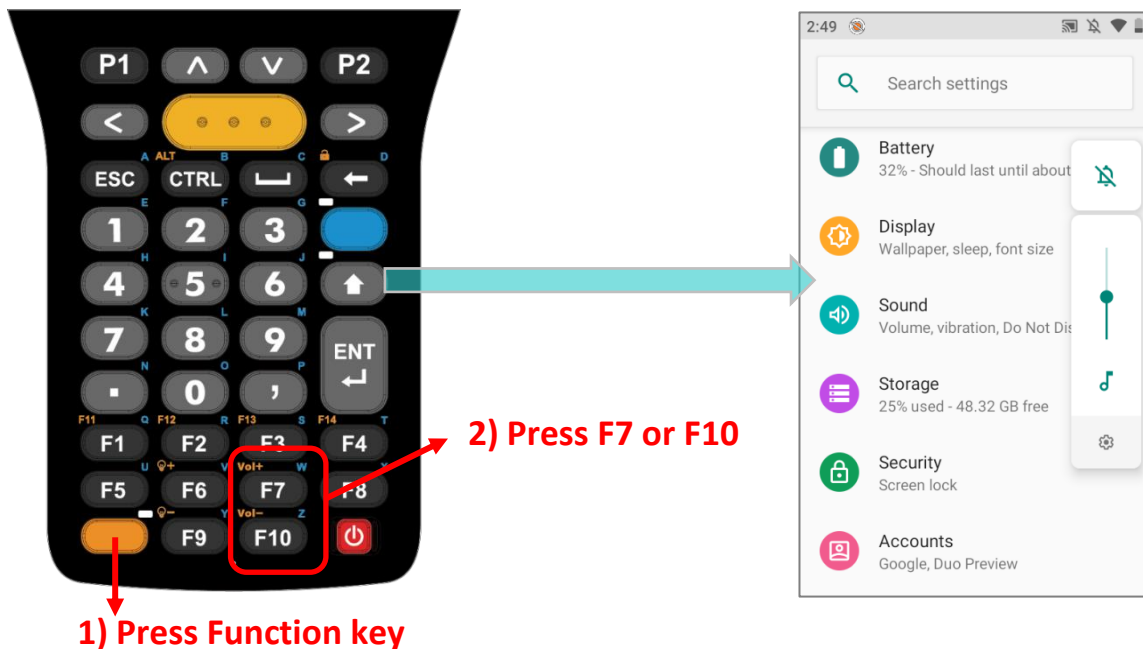 P1 P2
A ALT B C D
ESC CTRL
E F G
1 2 3
H I J
4 5 6
K L M
7 8 9
ENT
N O P
. 0 ,
F11 Q F12 R F13 S F14 T
F1 F2 F3 F4
U V Vol+ W X
F5 F6 F7 F8
Y Vol- Z
F9 F10
1) Press Function key
2) Press F7 or F10
2:49
Search settings
Battery
32% - Should last until about
Display
Wallpaper, sleep, font size
Sound
Volume, vibration, Do Not Dis
Storage
25% used - 48.32 GB free
Security
Screen lock
Accounts
Google, Duo Preview